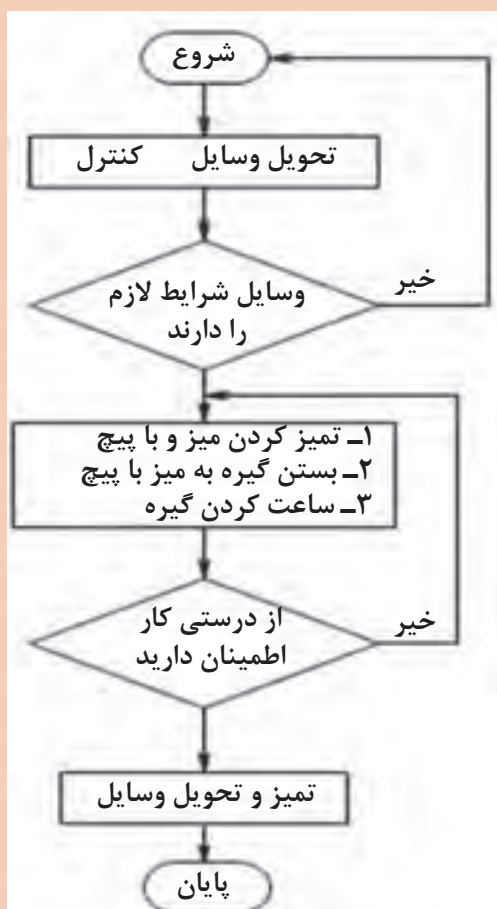 شروع
تحویل وسایل کنترل
وسایل شرایط لازم
را دارند
خیر
۱ـ تمیز کردن میز و با پیچ
۲ـ بستن گیره به میز با پیچ
۳ـ ساعت کردن گیره
از درستی کار
اطمینان دارید
خیر
تمیز و تحویل وسایل
پایان